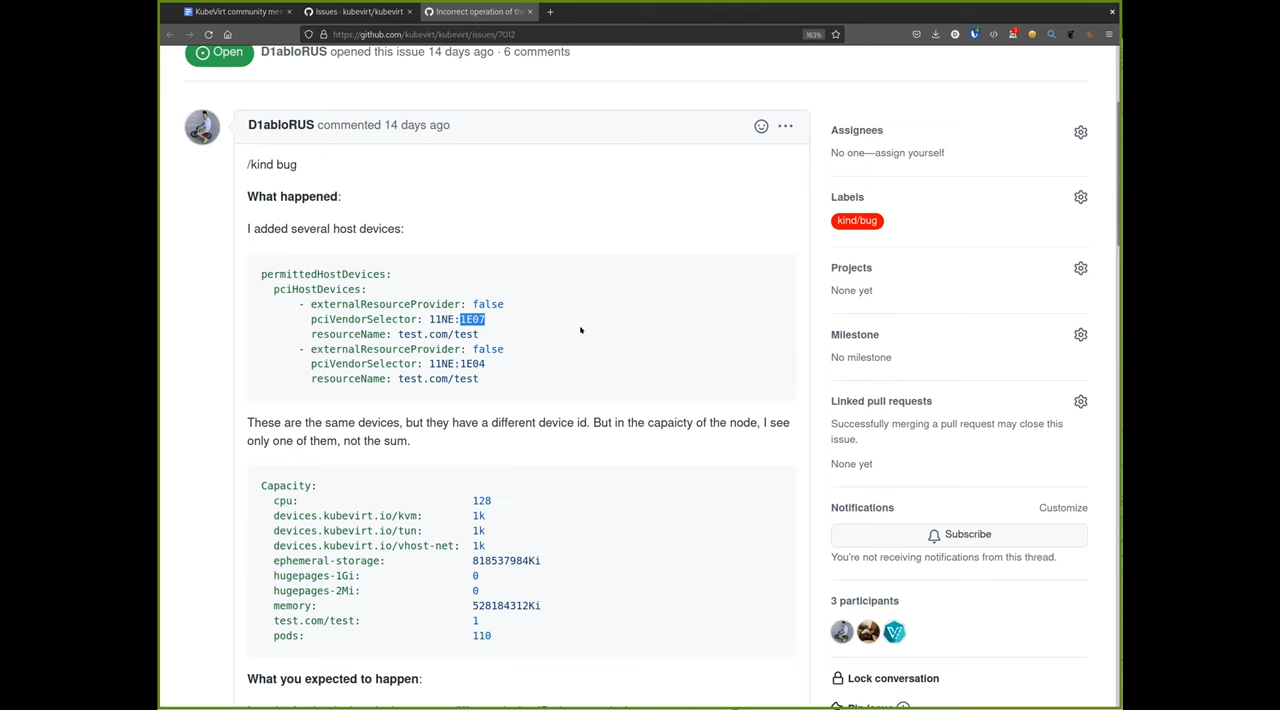 KubeVirt community me
Issues · kubevirt/kubevirt
Incorrect operation of th
https://github.com/kubevirt/kubevirt/issues/7012
163%
Open
D1abloRUS opened this issue 14 days ago · 6 comments
D1abloRUS commented 14 days ago
/kind bug
What happened:
I added several host devices:
permittedHostDevices:
pciHostDevices:
- externalResourceProvider: false
pciVendorSelector: 11NE:1E07
resourceName: test.com/test
- externalResourceProvider: false
pciVendorSelector: 11NE:1E04
resourceName: test.com/test
These are the same devices, but they have a different device id. But in the capaicty of the node, I see
only one of them, not the sum.
Capacity:
cpu: 128
devices.kubevirt.io/kvm: 1k
devices.kubevirt.io/tun: 1k
devices.kubevirt.io/vhost-net: 1k
ephemeral-storage: 818537984Ki
hugepages-1Gi: 0
hugepages-2Mi: 0
memory: 528184312Ki
test.com/test: 1
pods: 110
What you expected to happen:
Assignees
No one—assign yourself
Labels
kind/bug
Projects
None yet
Milestone
No milestone
Linked pull requests
Successfully merging a pull request may close this
issue.
None yet
Notifications
Customize
Subscribe
You're not receiving notifications from this thread.
3 participants
Lock conversation